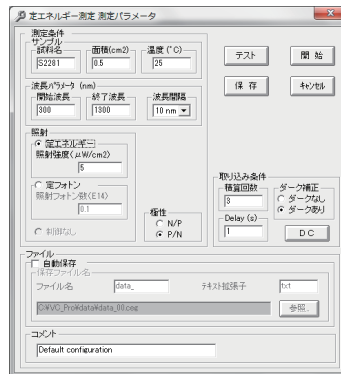 定エネルギー測定 測定パラメータ
測定条件
サンプル
試料名
面積(cm2)
温度(°C)
S2281
0.5
25
テスト
開 始
波長パラメータ (nm)
開始波長
終了波長
波長間隔
300
1300
10 nm
保 存
キャンセル
照射
定エネルギー
照射強度(μW/cm2)
5
定フォトン
照射フォトン数(E14)
0.1
制御なし
極性
N/P
P/N
取り込み条件
積算回数
3
Delay (s)
1
ダーク補正
ダークなし
ダークあり
D C
ファイル
自動保存
保存ファイル名
ファイル名
data_
テキスト拡張子
txt
C:¥VC_Pro¥data¥data_00.ceg
参照..
コメント
Default configuration